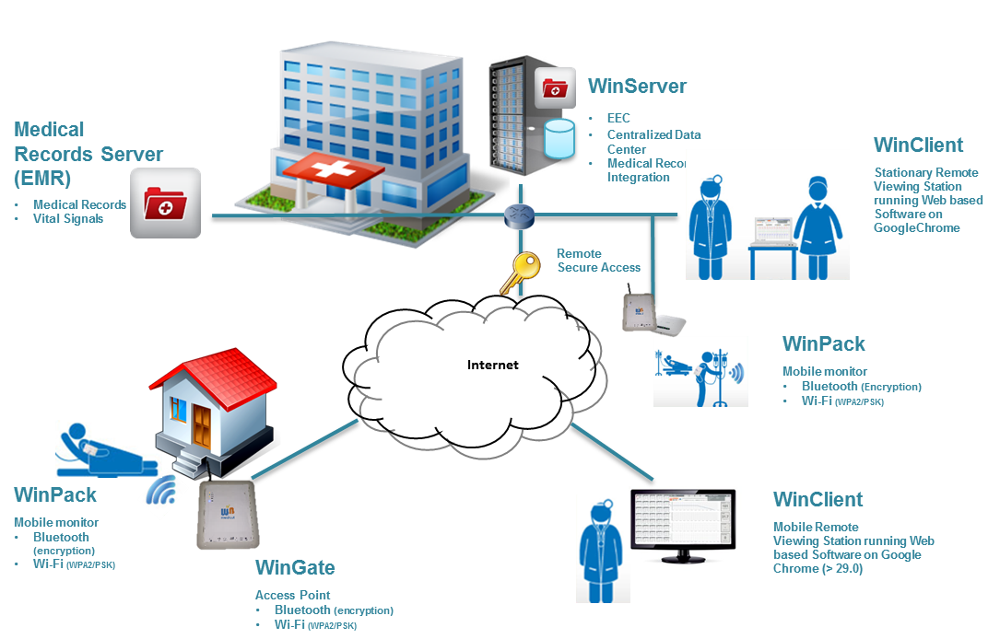 WinServer
• EEC
• Centralized Data
Center
• Medical Recor
Integration
Medical
Records Server
(EMR)
• Medical Records
• Vital Signals
WinClient
Stationary Remote
Viewing Station
running Web based
Software on
GoogleChrome
Remote
Secure Access
Internet
WinPack
Mobile monitor
• Bluetooth (Encryption)
• Wi-Fi (WPA2/PSK)
WinPack
Mobile monitor
• Bluetooth
(encryption)
• Wi-Fi (WPA2/PSK)
win
WinGate
Access Point
• Bluetooth (encryption)
• Wi-Fi (WPA2/PSK)
WinClient
Mobile Remote
Viewing Station running Web
based Software on Google
Chrome (> 29.0)